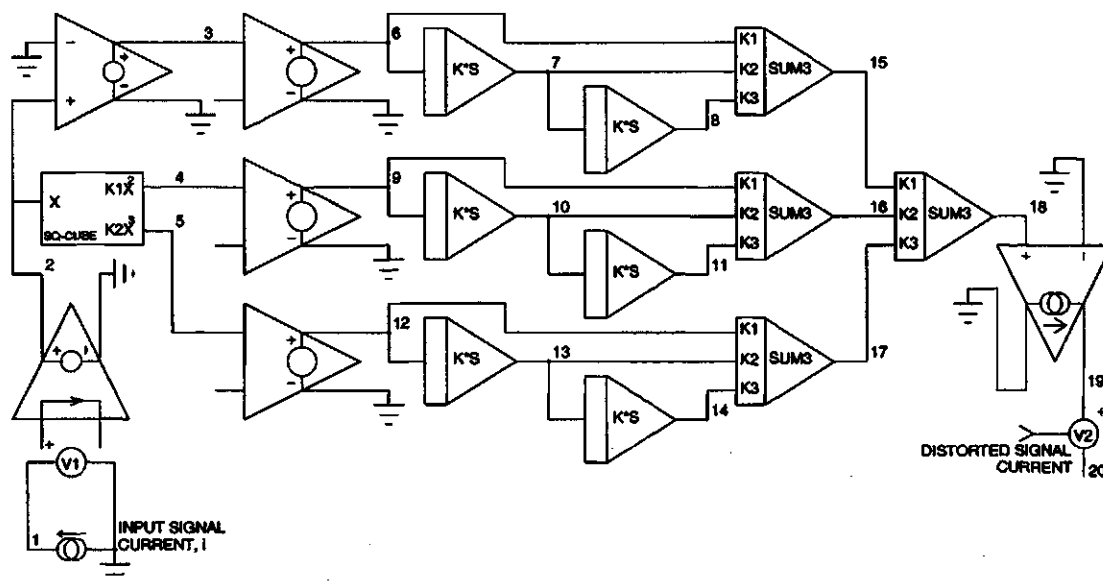 3
6
K*S
7
K*S
8
K1
K2
K3
SUM3
15
X
K1X²
K2X³
SQ-CUBE
4
5
2
9
K*S
10
K*S
11
K1
K2
K3
SUM3
16
K1
K2
K3
SUM3
18
12
K*S
13
K*S
14
K1
K2
K3
SUM3
17
19
V2
20
DISTORTED SIGNAL
CURRENT
V1
1
INPUT SIGNAL
CURRENT, i